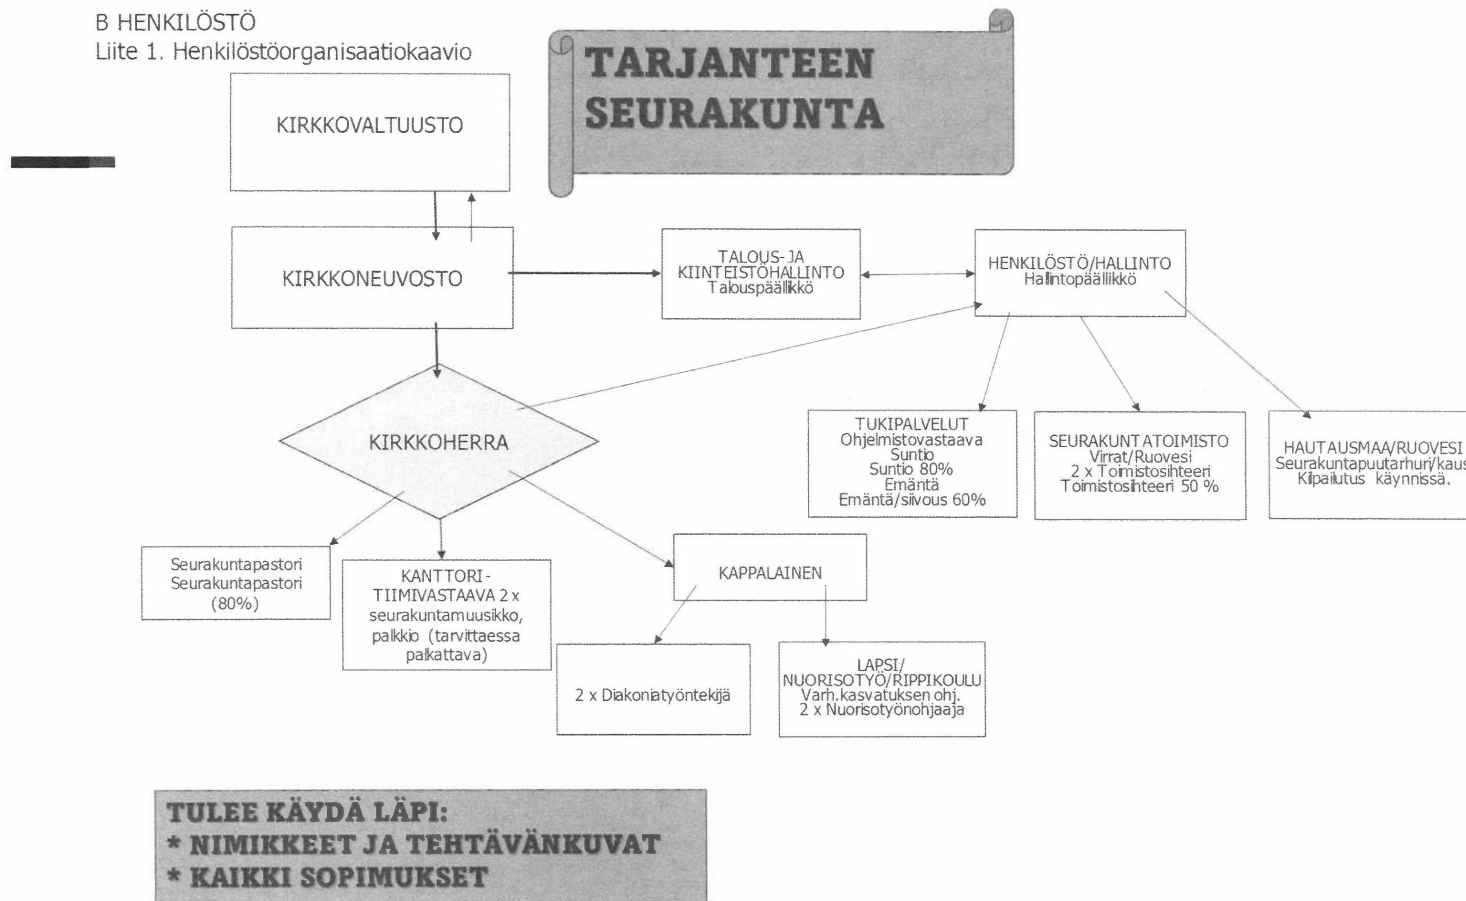 B HENKILÖSTÖ
Liite 1. Henkilöstöorganisaatiokaavio
TARJANTEEN
SEURAKUNTA
KIRKKOVALTUUSTO
KIRKKONEUVOSTO
TALOUS- JA
KIINTEISTÖHALLINTO
Talouspäällikkö
HENKILÖSTÖ/HALLINTO
Hallintopäällikkö
KIRKKOHERRA
TUKIPALVELUT
Ohjelmistovastaava
Suntio
Suntio 80%
Emäntä
Emäntä/siivous 60%
SEURAKUNTATOIMISTO
Virrat/Ruovesi
2 x Toimistosihteeri
Toimistosihteeri 50 %
HAUTAUSMAA/RUOVESI
Seurakuntapuutarhuri/kaus
Kilpailutus käynnissä.
Seurakuntapastori
Seurakuntapastori
(80%)
KANTTORI-
TIIMIVASTAAVA 2 x
seurakuntamuusikko,
palkkio (tarvittaessa
palkattava)
KAPPALAINEN
2 x Diakoniatyöntekijä
LAPSI/
NUORISOTYÖ/RIPPIKOULU
Varh.kasvatuksen ohj.
2 x Nuorisotyönohjaaja
TULEE KÄYDÄ LÄPI:
* NIMIKKEET JA TEHTÄVÄNKUVAT
* KAIKKI SOPIMUKSET